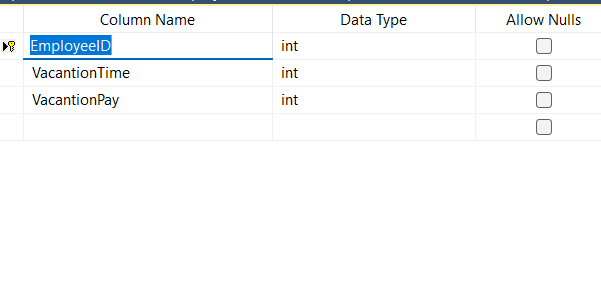 Column Name Data Type Allow Nulls
EmployeeID int
VacantionTime int
VacantionPay int